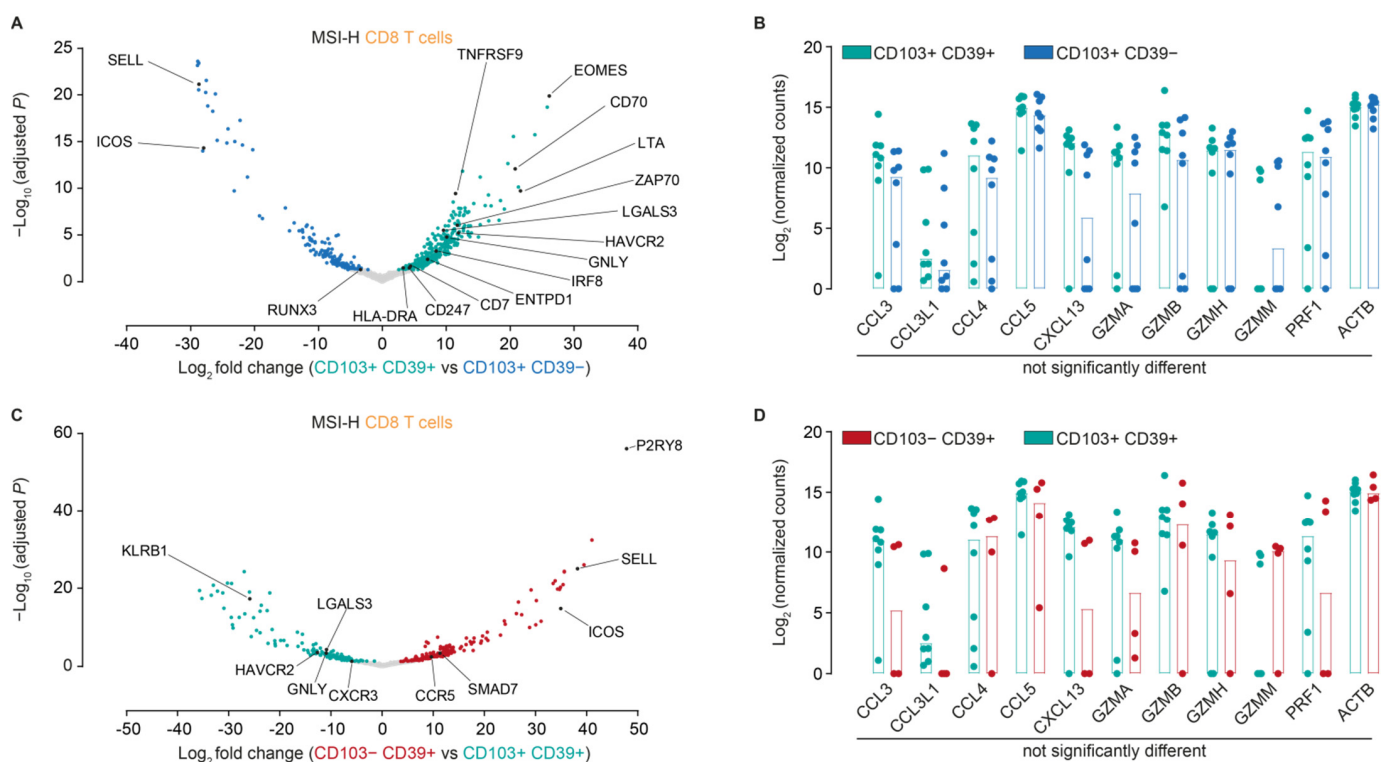 A
MSI-H CD8 T cells
−Log10 (adjusted P)
25
20
15
10
5
0
SELL
ICOS
TNFRSF9
EOMES
CD70
LTA
ZAP70
LGALS3
HAVCR2
GNLY
IRF8
ENTPD1
CD7
CD247
HLA-DRA
RUNX3
-40 -30 -20 -10 0 10 20 30 40
Log2 fold change (CD103+ CD39+ vs CD103+ CD39−)
B
CD103+ CD39+ CD103+ CD39−
Log2 (normalized counts)
20
15
10
5
0
CCL3 CCL3L1 CCL4 CCL5 CXCL13 GZMA GZMB GZMH GZMM PRF1 ACTB
not significantly different
C
MSI-H CD8 T cells
−Log10 (adjusted P)
60
40
20
0
P2RY8
KLRB1
SELL
LGALS3
ICOS
HAVCR2
GNLY
CXCR3
CCR5
SMAD7
-50 -40 -30 -20 -10 0 10 20 30 40 50
Log2 fold change (CD103− CD39+ vs CD103+ CD39+)
D
CD103− CD39+ CD103+ CD39+
Log2 (normalized counts)
20
15
10
5
0
CCL3 CCL3L1 CCL4 CCL5 CXCL13 GZMA GZMB GZMH GZMM PRF1 ACTB
not significantly different